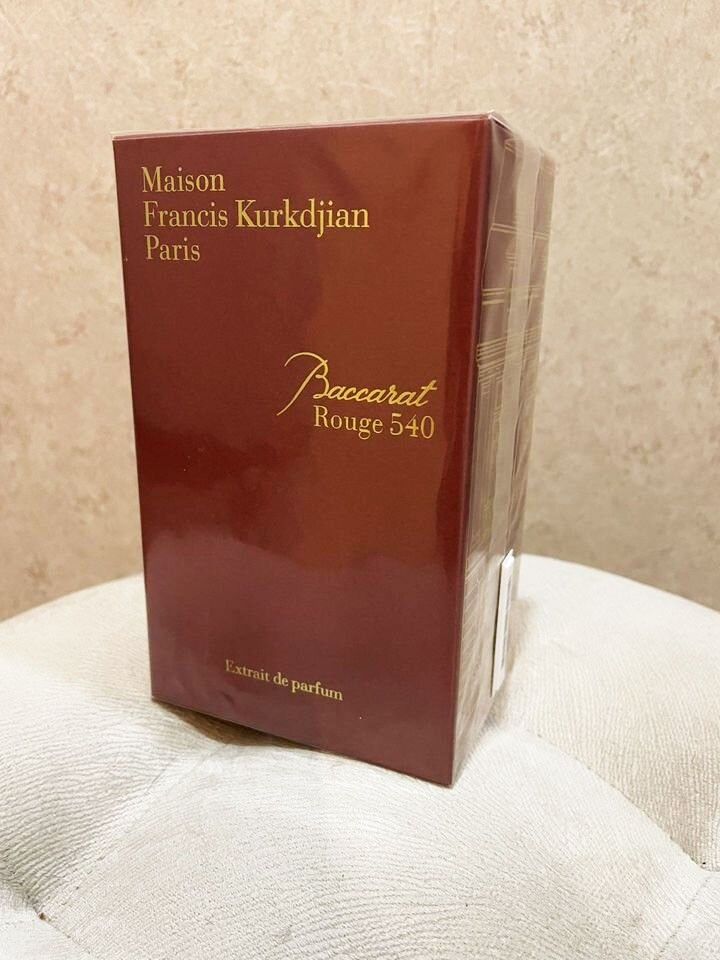 Maison
Francis Kurkdjian
Paris
Baccarat
Rouge 540
Extrait de parfum